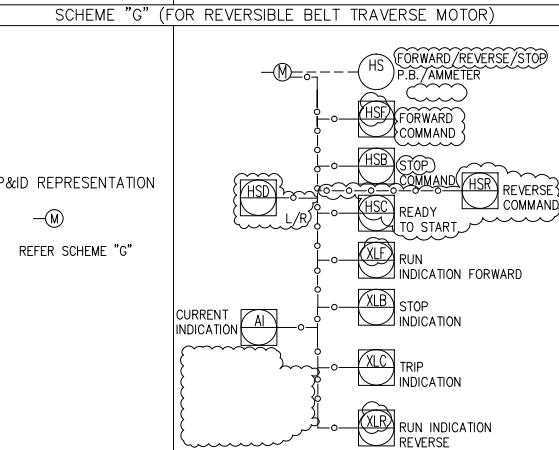 SCHEME "G" (FOR REVERSIBLE BELT TRAVERSE MOTOR)
P&ID REPRESENTATION
M
REFER SCHEME "G"
M
HS
FORWARD/REVERSE/STOP
P.B./AMMETER
HSF
FORWARD
COMMAND
HSB
STOP
COMMAND
HSD
L/R
HSR
REVERSE
COMMAND
HSC
READY
TO START
XLF
RUN
INDICATION FORWARD
CURRENT
INDICATION
AI
XLB
STOP
INDICATION
XLC
TRIP
INDICATION
XLR
RUN INDICATION
REVERSE